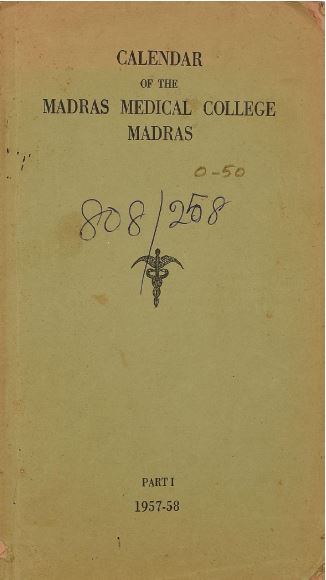 CALENDAR
OF THE
MADRAS MEDICAL COLLEGE
MADRAS
0-50
808/258
PART I
1957-58